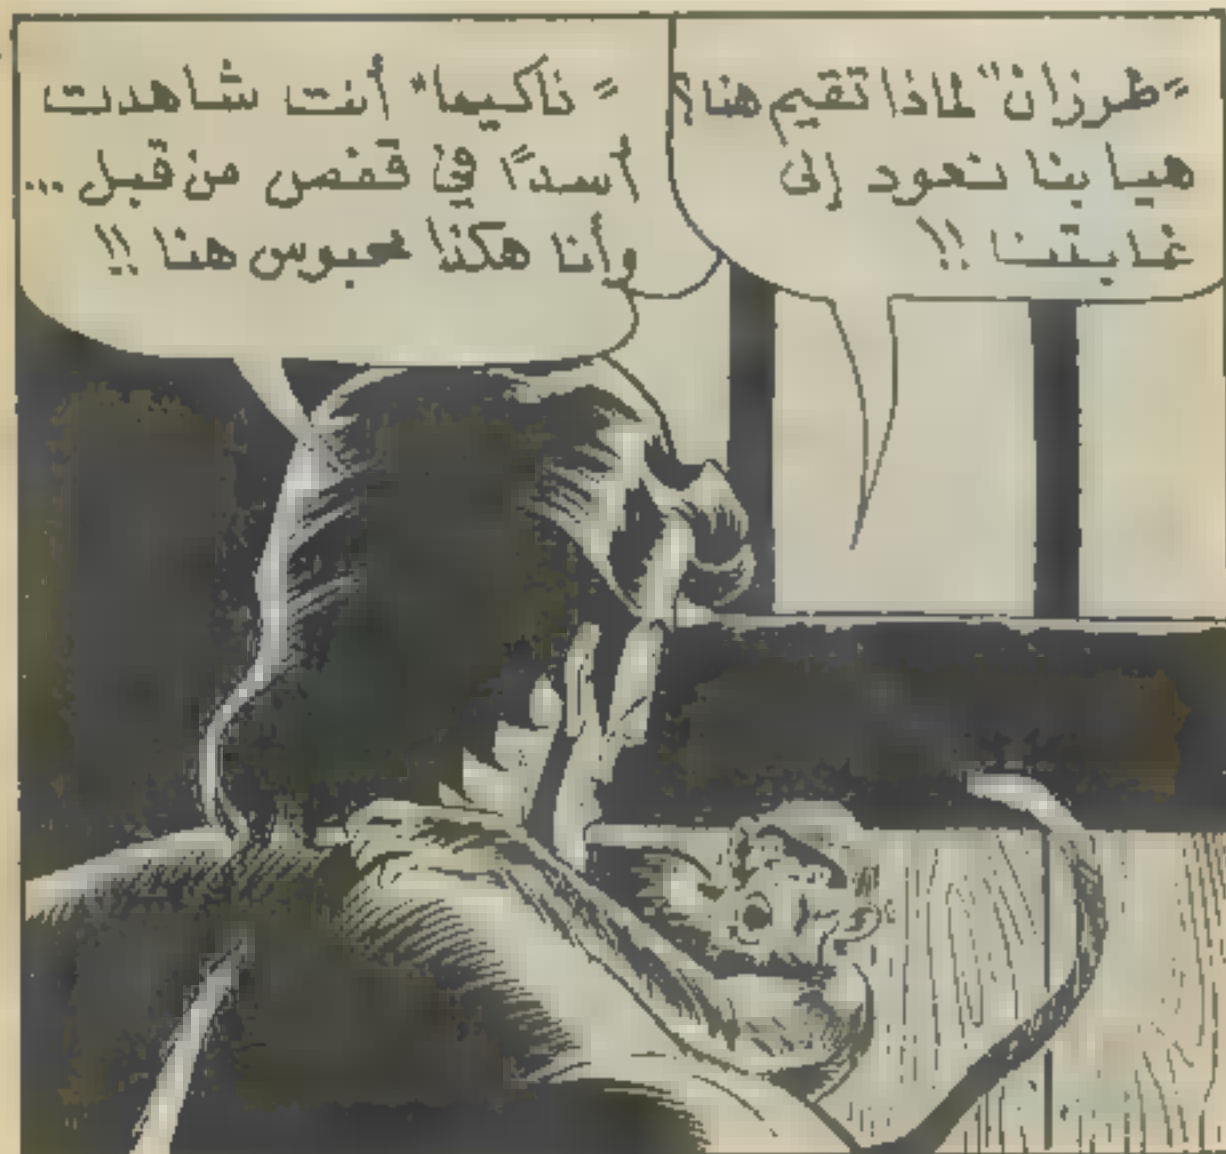 "طرزان" لماذا تقيم هنا؟
هيا بنا نعود إلى
غابتنا !!
"ناكيما" أنت شاهدت
أسدًا في قفص من قبل ...
وأنا هكذا محبوس هنا !!